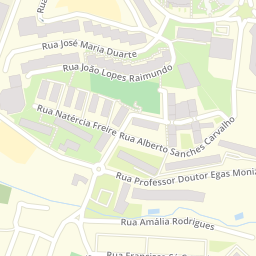 Rua José Maria Duarte
Rua João Lopes Raimundo
Rua Natércia Freire
Rua Alberto Sanches Carvalho
Rua Professor Doutor Egas Moni
Rua Amália Rodrigues